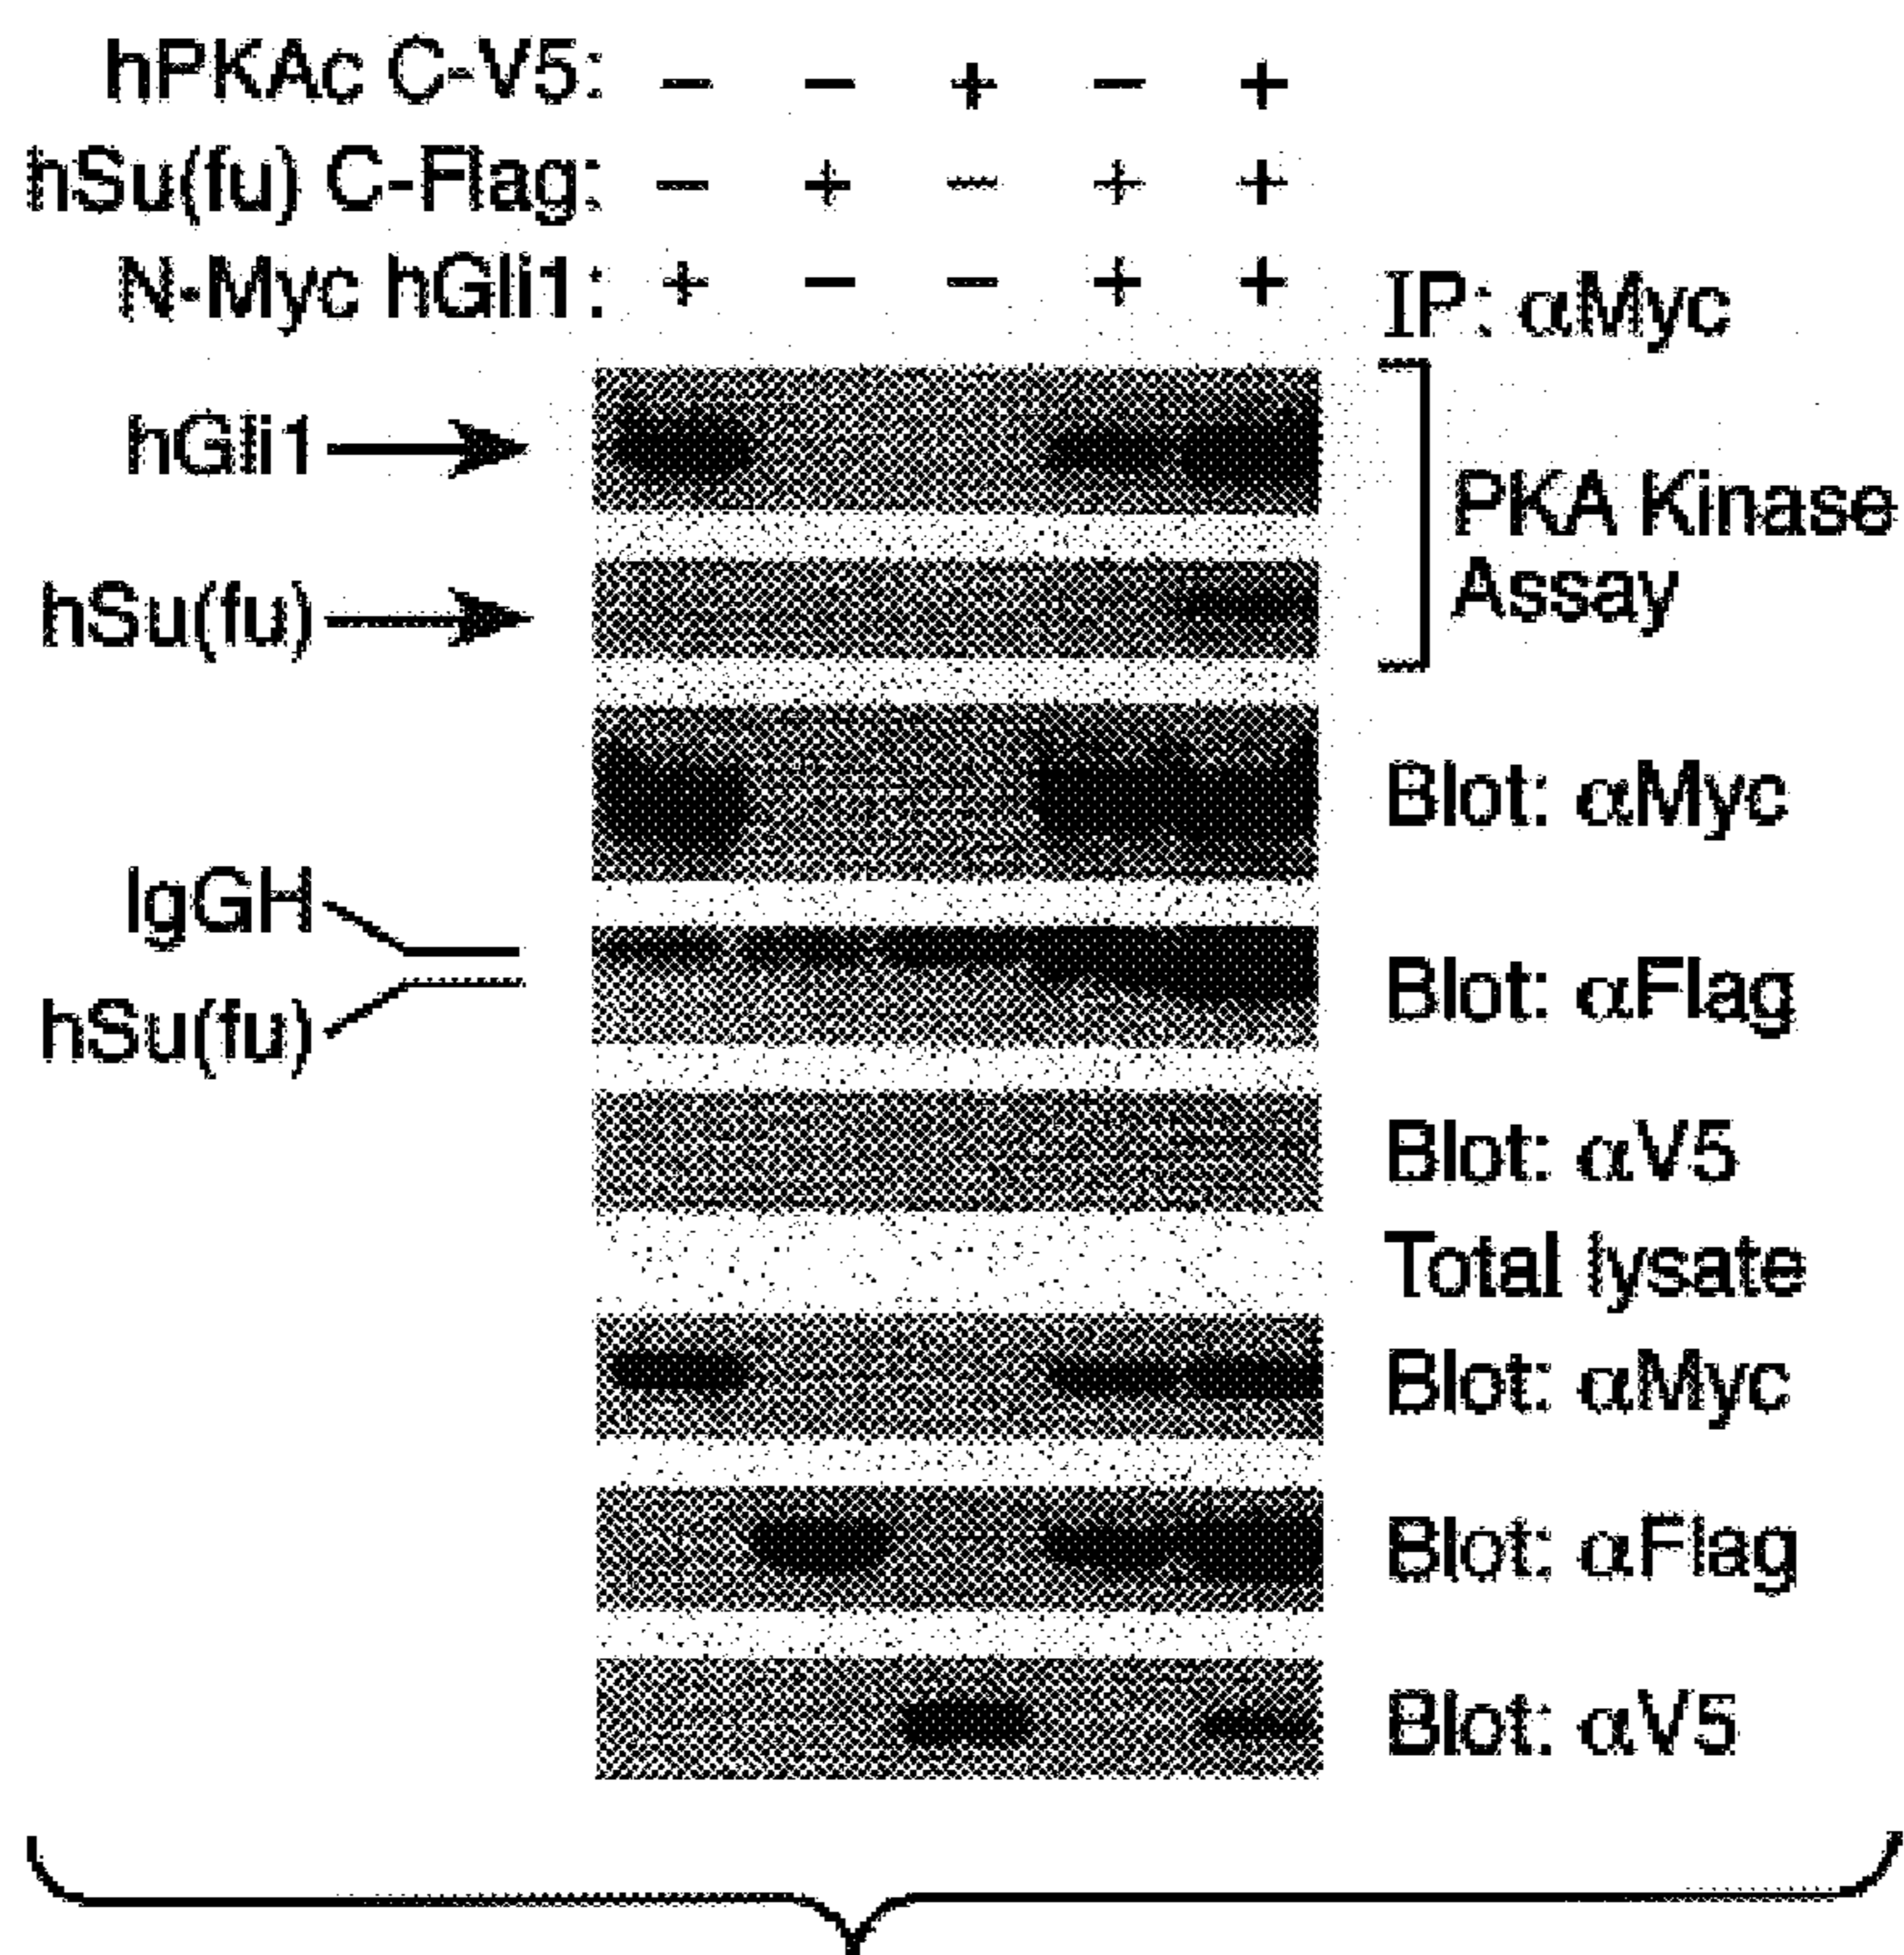 hPKAc C-V5: − − + − +
hSu(fu) C-Flag: − + − + +
N-Myc hGli1: + − − + +
IP: αMyc
hGli1
PKA Kinase
Assay
hSu(fu)
Blot: αMyc
IgGH
hSu(fu)
Blot: αFlag
Blot: αV5
Total lysate
Blot: αMyc
Blot: αFlag
Blot: αV5